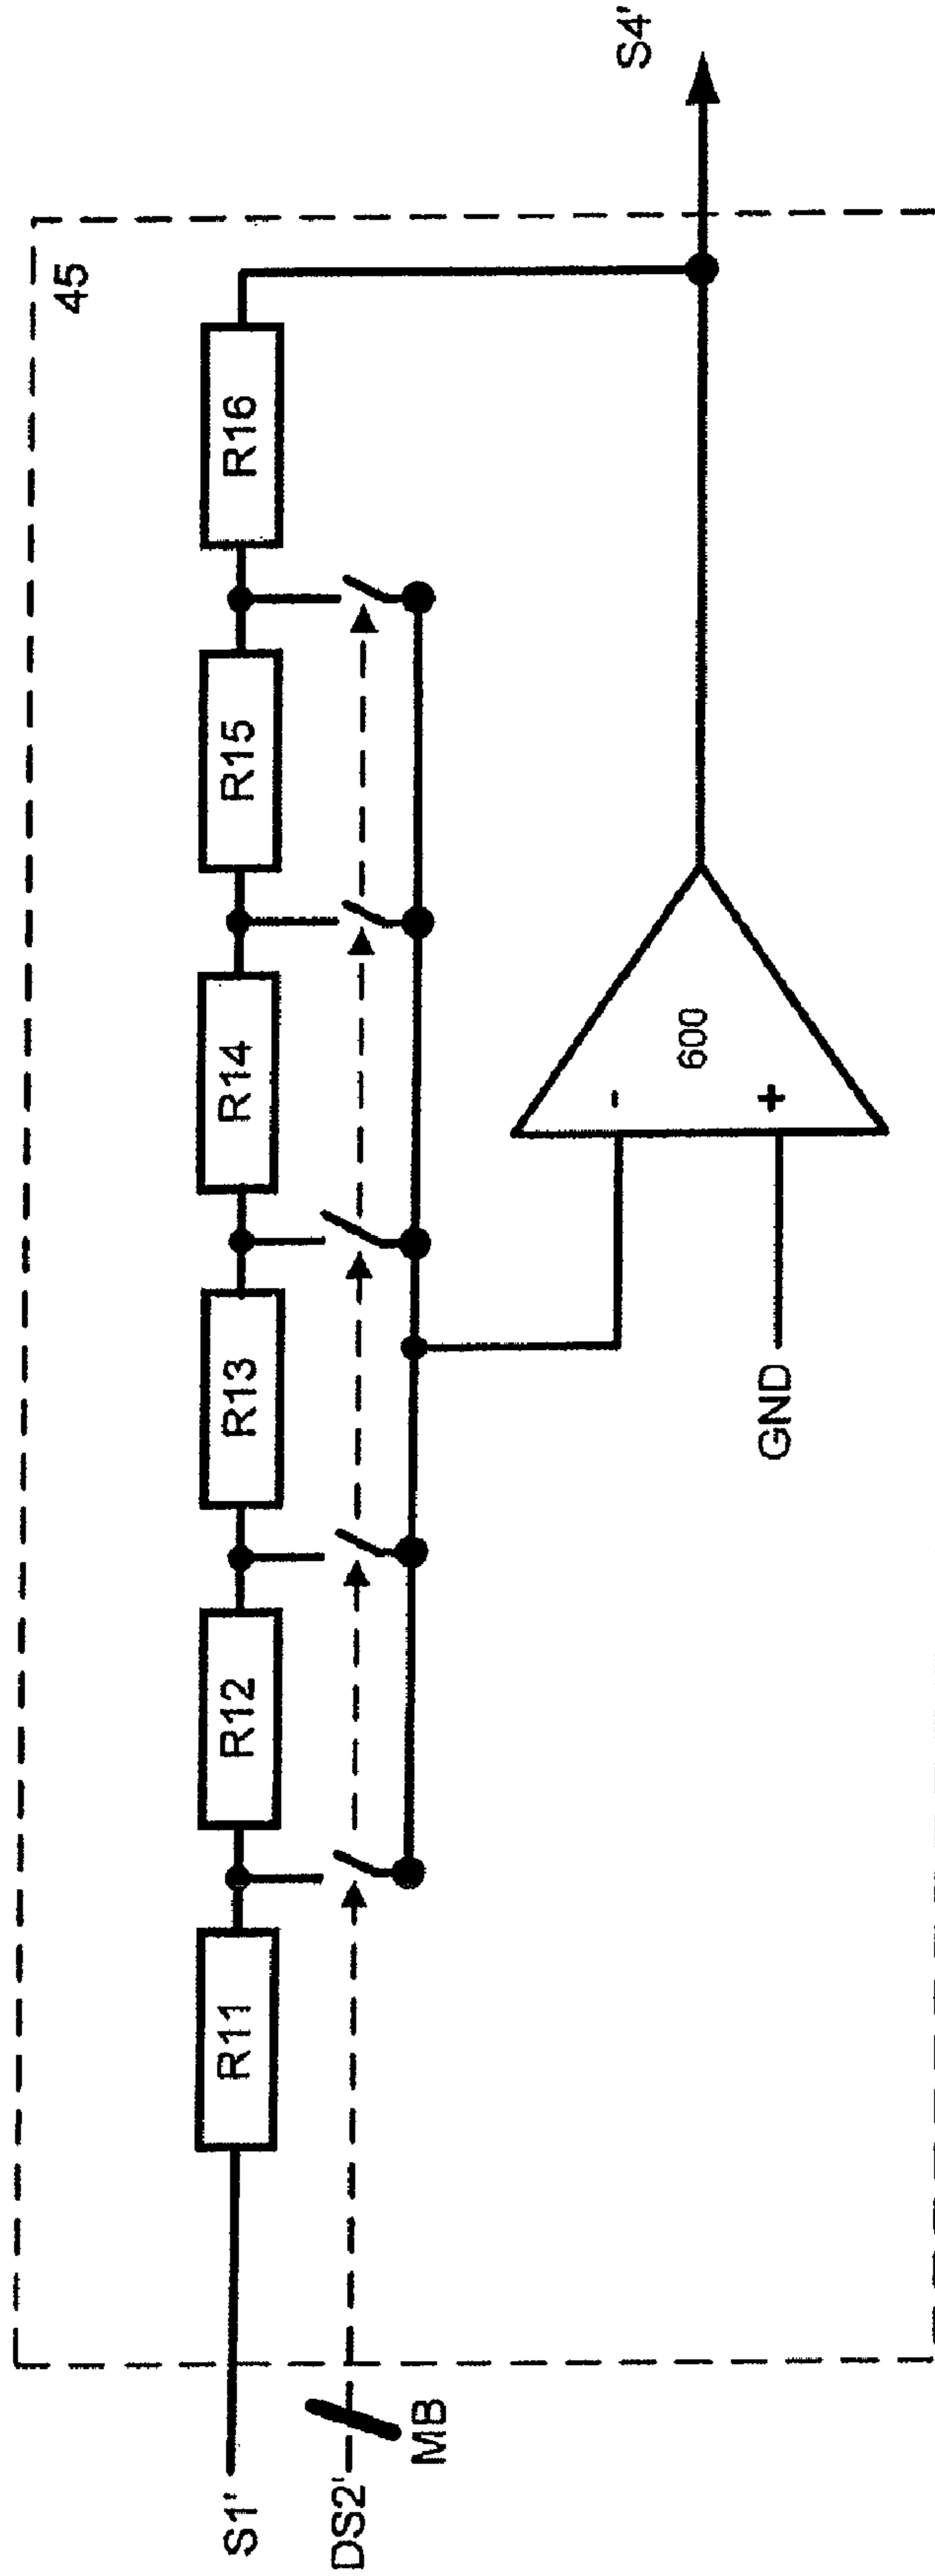 45
S1'
R11
R12
R13
R14
R15
R16
S4'
DS2'
MB
-
600
+
GND